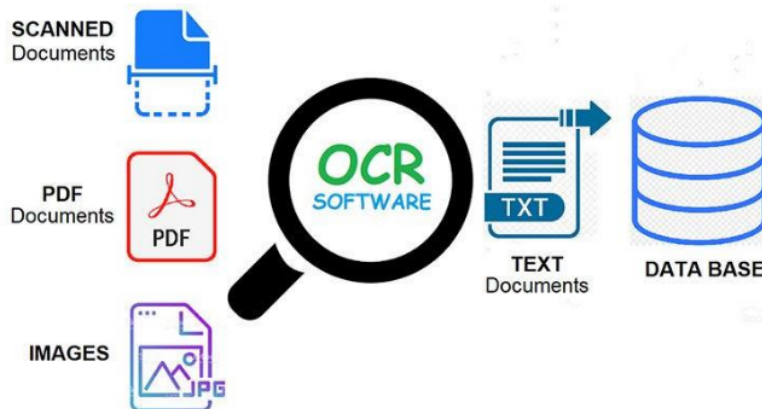 SCANNED
Documents
PDF
Documents
PDF
IMAGES
JPG
OCR
SOFTWARE
TXT
TEXT
Documents
DATA BASE